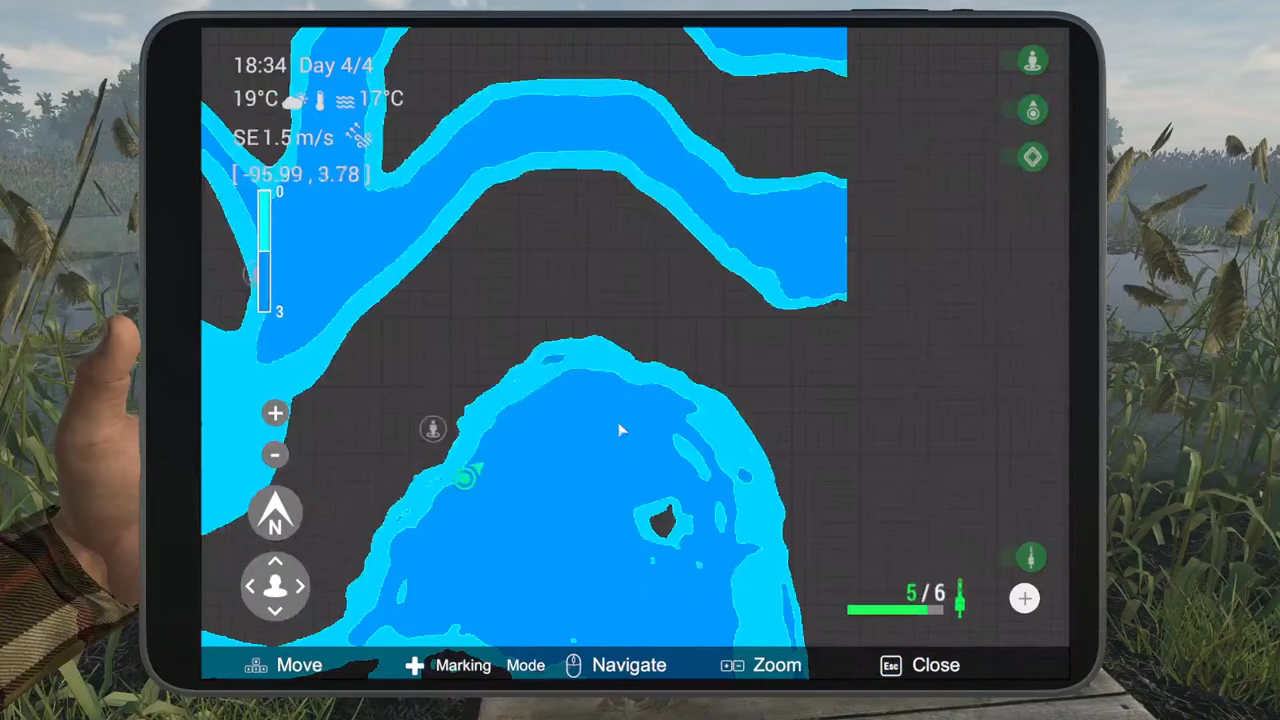 18:34 Day 4/4
19°C 17°C
SE 1.5 m/s
[ -95.99 , 3.78 ]
0
3
+
-
N
5 / 6
Move Marking Mode Navigate Zoom Esc Close